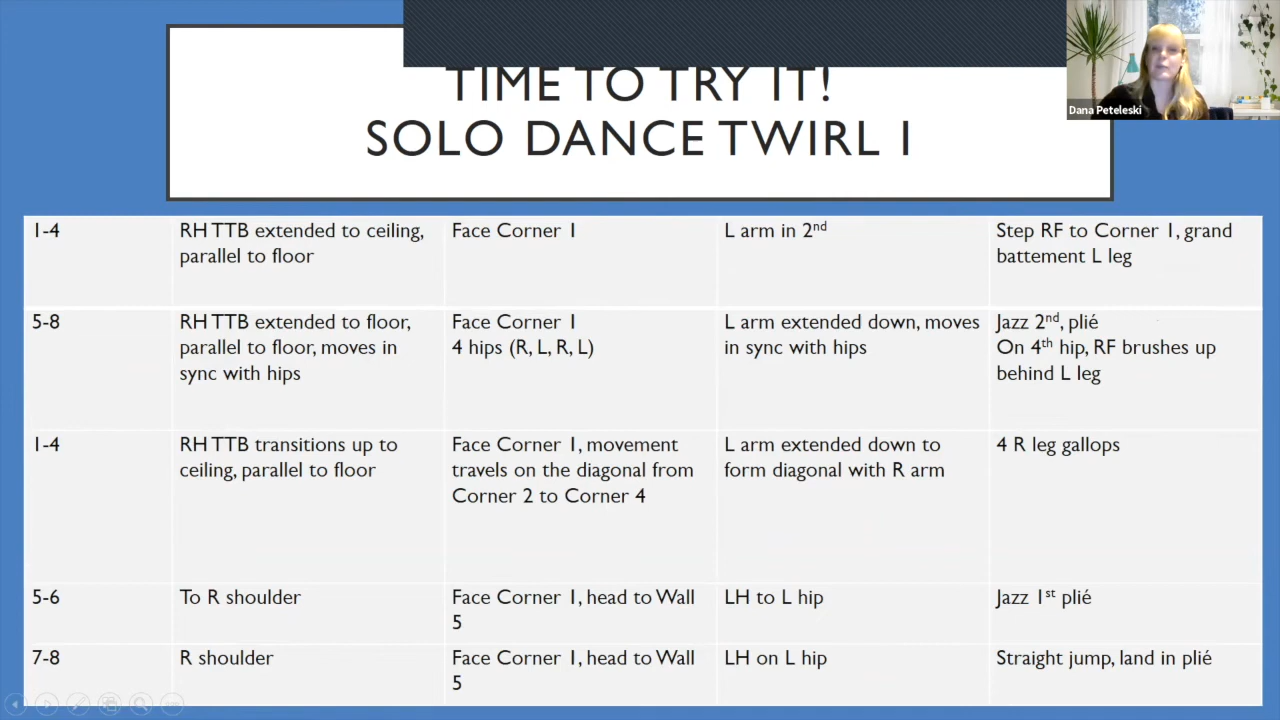 TIME TO TRY IT!
SOLO DANCE TWIRL 1
Dana Peteleski
1-4
RH TTB extended to ceiling,
parallel to floor
Face Corner 1
L arm in 2nd
Step RF to Corner 1, grand
battement L leg
5-8
RH TTB extended to floor,
parallel to floor, moves in
sync with hips
Face Corner 1
4 hips (R, L, R, L)
L arm extended down, moves
in sync with hips
Jazz 2nd, plié
On 4th hip, RF brushes up
behind L leg
1-4
RH TTB transitions up to
ceiling, parallel to floor
Face Corner 1, movement
travels on the diagonal from
Corner 2 to Corner 4
L arm extended down to
form diagonal with R arm
4 R leg gallops
5-6
To R shoulder
Face Corner 1, head to Wall
5
LH to L hip
Jazz 1st plié
7-8
R shoulder
Face Corner 1, head to Wall
5
LH on L hip
Straight jump, land in plié